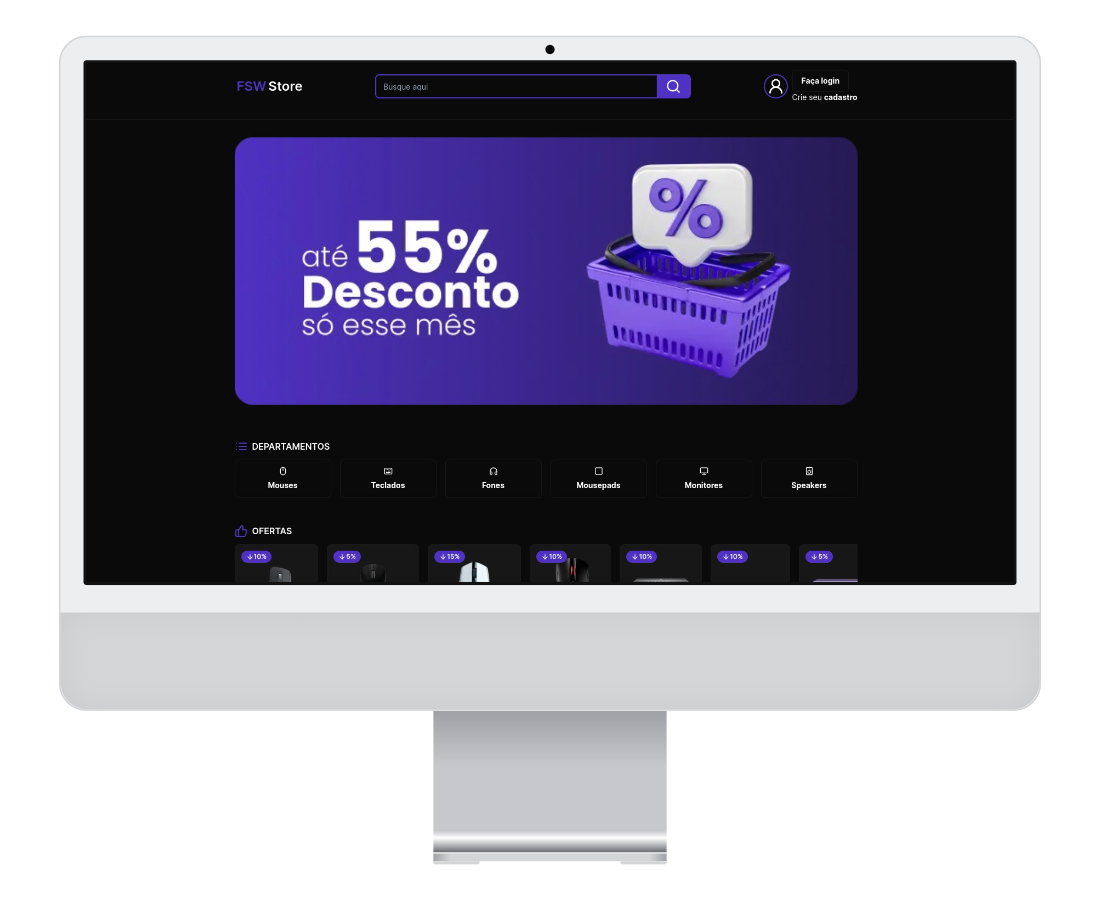 FSW Store
Busque aqui
Faça login
Crie seu cadastro
%
até 55%
Desconto
só esse mês
DEPARTAMENTOS
Mouses
Teclados
Fones
Mousepads
Monitores
Speakers
OFERTAS
↓10%
↓5%
↓15%
↓10%
↓10%
↓10%
↓5%